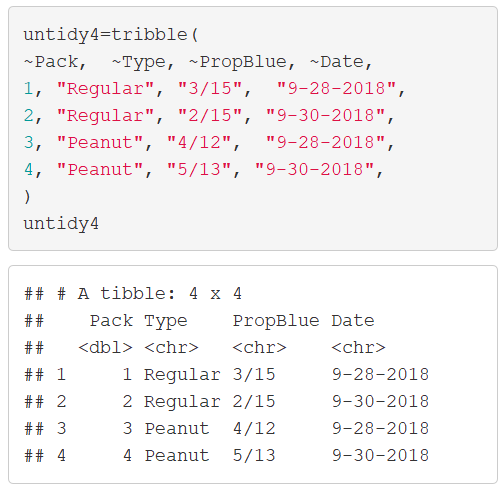 untidy4=tribble(
~Pack,  ~Type, ~PropBlue, ~Date,
1, "Regular", "3/15",  "9-28-2018",
2, "Regular", "2/15", "9-30-2018",
3, "Peanut", "4/12",  "9-28-2018",
4, "Peanut", "5/13", "9-30-2018",
)
untidy4
## # A tibble: 4 x 4
##    Pack Type    PropBlue Date
##   <dbl> <chr>   <chr>    <chr>
## 1     1 Regular 3/15     9-28-2018
## 2     2 Regular 2/15     9-30-2018
## 3     3 Peanut  4/12     9-28-2018
## 4     4 Peanut  5/13     9-30-2018